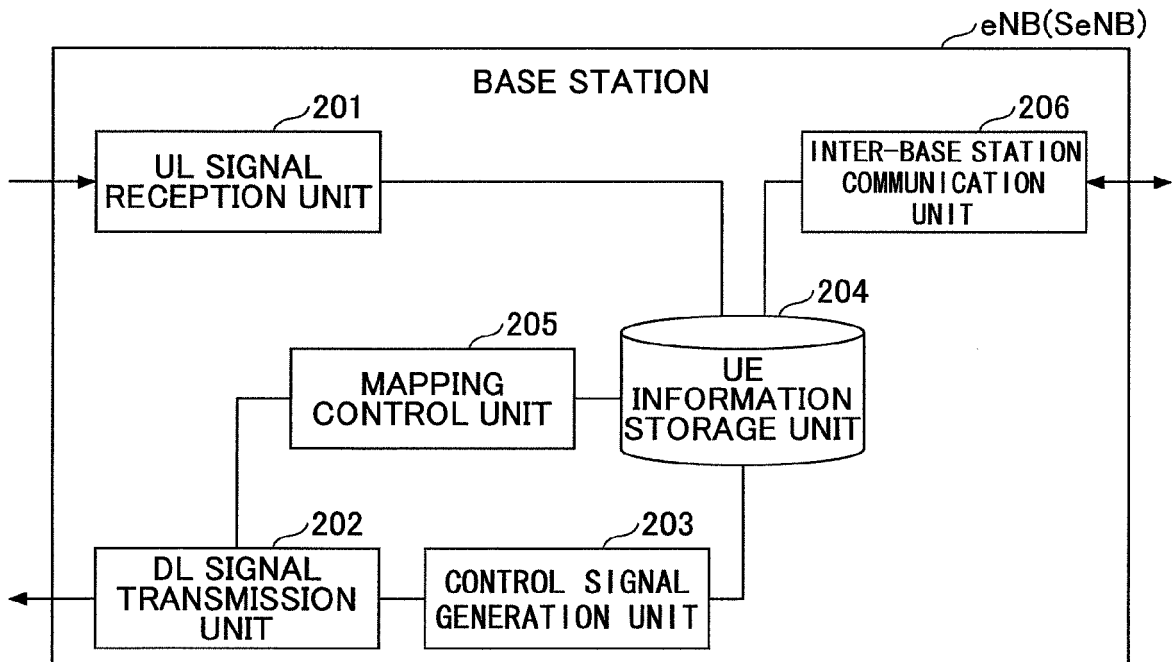 eNB(SeNB)
BASE STATION
201
UL SIGNAL
RECEPTION UNIT
206
INTER-BASE STATION
COMMUNICATION
UNIT
204
UE
INFORMATION
STORAGE UNIT
205
MAPPING
CONTROL UNIT
202
DL SIGNAL
TRANSMISSION
UNIT
203
CONTROL SIGNAL
GENERATION UNIT